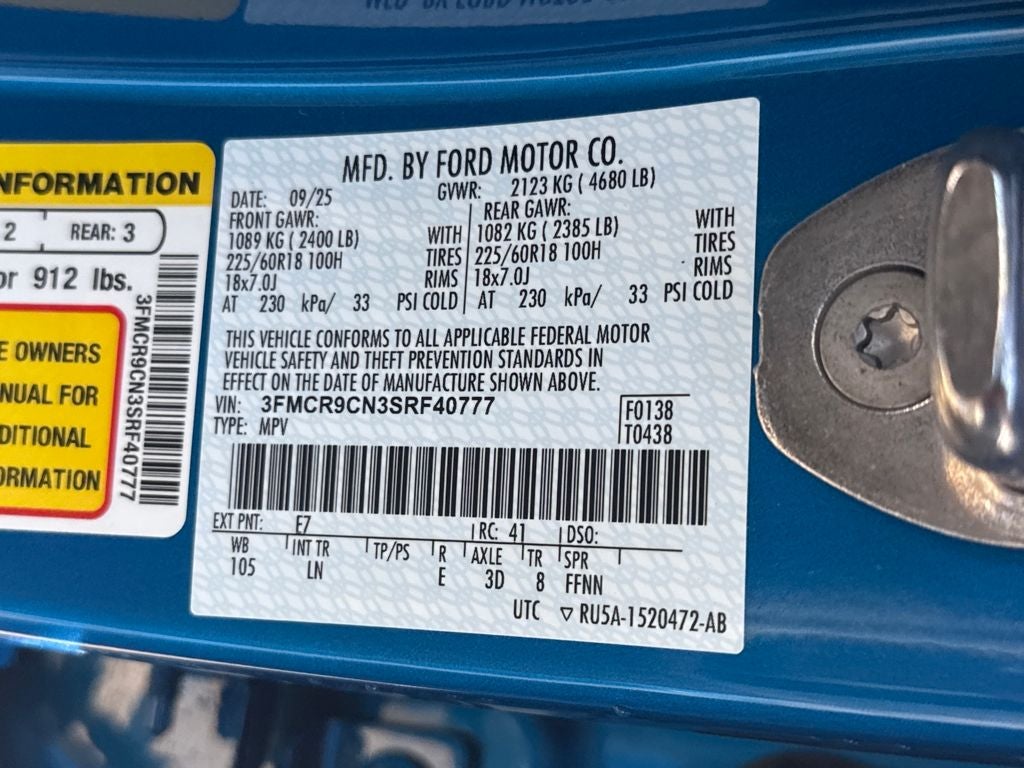 NFORMATION
2 REAR: 3
or 912 lbs.
E OWNERS
NUAL FOR
DITIONAL
ORMATION
3FMCR9CN3SRF40777
MFD. BY FORD MOTOR CO.
DATE: 09/25 GVWR: 2123 KG ( 4680 LB)
FRONT GAWR: REAR GAWR:
1089 KG ( 2400 LB) WITH 1082 KG ( 2385 LB) WITH
225/60R18 100H TIRES 225/60R18 100H TIRES
18x7.0J RIMS 18x7.0J RIMS
AT 230 kPa/ 33 PSI COLD AT 230 kPa/ 33 PSI COLD
THIS VEHICLE CONFORMS TO ALL APPLICABLE FEDERAL MOTOR
VEHICLE SAFETY AND THEFT PREVENTION STANDARDS IN
EFFECT ON THE DATE OF MANUFACTURE SHOWN ABOVE.
VIN: 3FMCR9CN3SRF40777 F0138
TYPE: MPV T0438
EXT PNT: E7 RC: 41 DSO:
WB INT TR TP/PS R AXLE TR SPR
105 LN E 3D 8 FFNN
UTC ▽ RU5A-1520472-AB